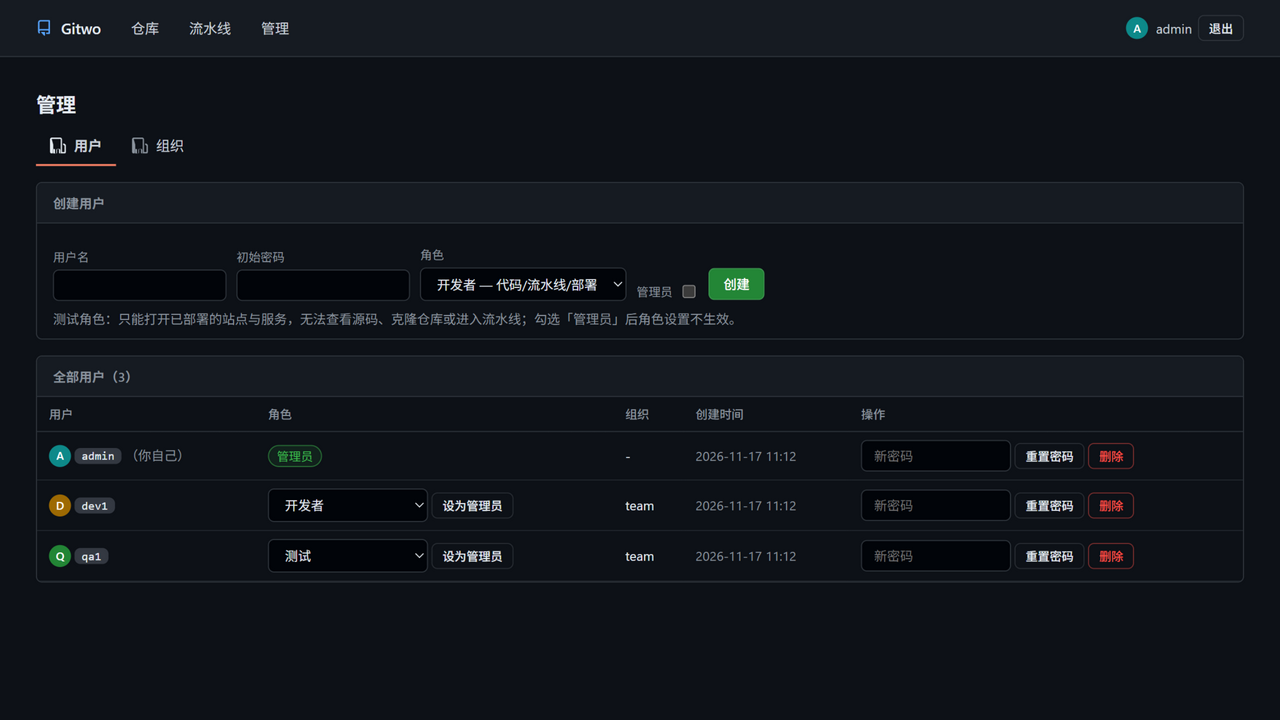 Gitwo 仓库 流水线 管理 A admin 退出
管理
用户 组织
创建用户
用户名 初始密码 角色
开发者 — 代码/流水线/部署 管理员 创建
测试角色：只能打开已部署的站点与服务，无法查看源码、克隆仓库或进入流水线；勾选「管理员」后角色设置不生效。
全部用户（3）
用户 角色 组织 创建时间 操作
A admin （你自己） 管理员 - 2026-11-17 11:12 新密码 重置密码 删除
D dev1 开发者 设为管理员 team 2026-11-17 11:12 新密码 重置密码 删除
Q qa1 测试 设为管理员 team 2026-11-17 11:12 新密码 重置密码 删除